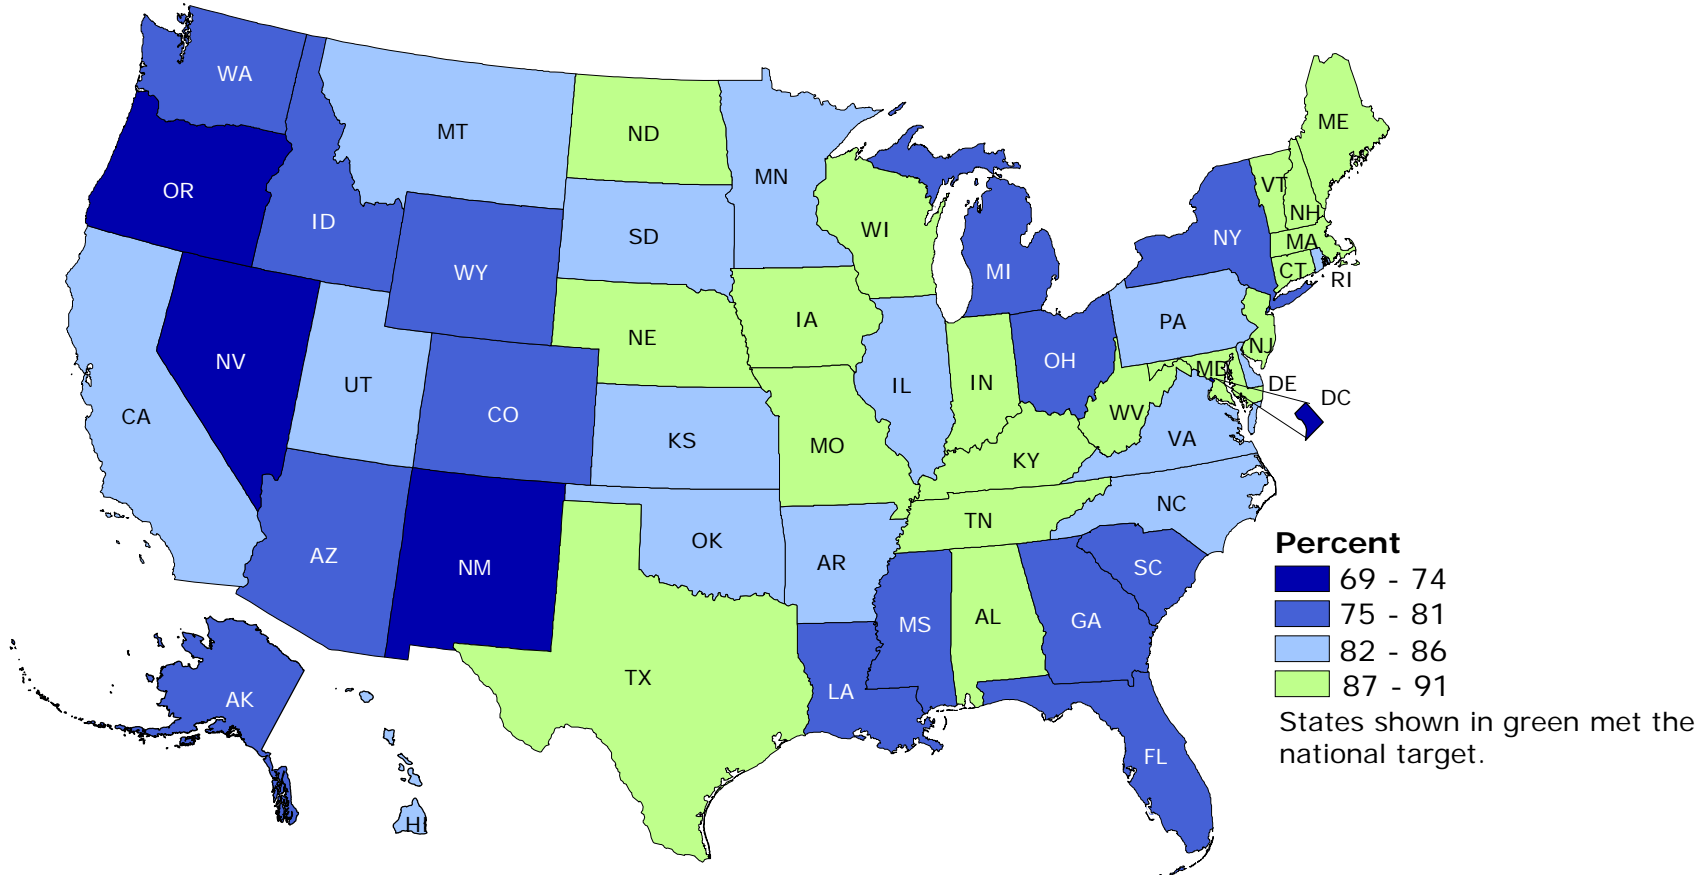 WA
MT
ND
MN
ME
OR
ID
SD
WI
VT
NH
WY
MI
NY
MA
CT
RI
NE
IA
PA
NV
UT
CO
IL
IN
OH
NJ
MD
DE
DC
CA
KS
MO
WV
VA
KY
AZ
NM
OK
AR
TN
NC
SC
MS
AL
GA
TX
LA
FL
AK
HI
Percent
69 - 74
75 - 81
82 - 86
87 - 91
States shown in green met the
national target.